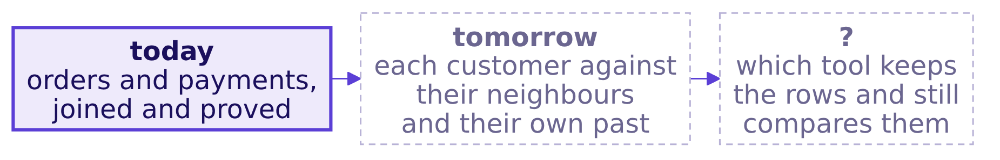 today
orders and payments,
joined and proved
tomorrow
each customer against
their neighbours
and their own past
?
which tool keeps
the rows and still
compares them